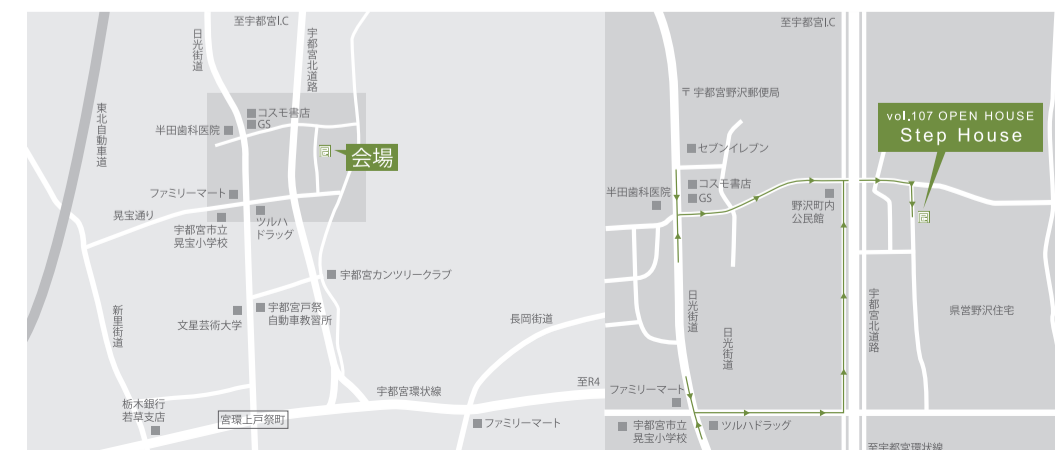 至宇都宮I.C
日光街道
宇都宮北道路
東北自動車道
コスモ書店
GS
半田歯科医院
会場
ファミリーマート
晃宝通り
宇都宮市立
晃宝小学校
ツルハ
ドラッグ
宇都宮カンツリークラブ
宇都宮戸祭
自動車教習所
文星芸術大学
新里街道
長岡街道
至R4
宇都宮環状線
栃木銀行
若草支店
宮環上戸祭町
ファミリーマート
至宇都宮I.C
〒宇都宮野沢郵便局
vol,107 OPEN HOUSE
Step House
セブンイレブン
コスモ書店
GS
半田歯科医院
野沢町内
公民館
日光街道
日光街道
宇都宮北道路
県営野沢住宅
ファミリーマート
宇都宮市立
晃宝小学校
ツルハドラッグ
至宇都宮環状線